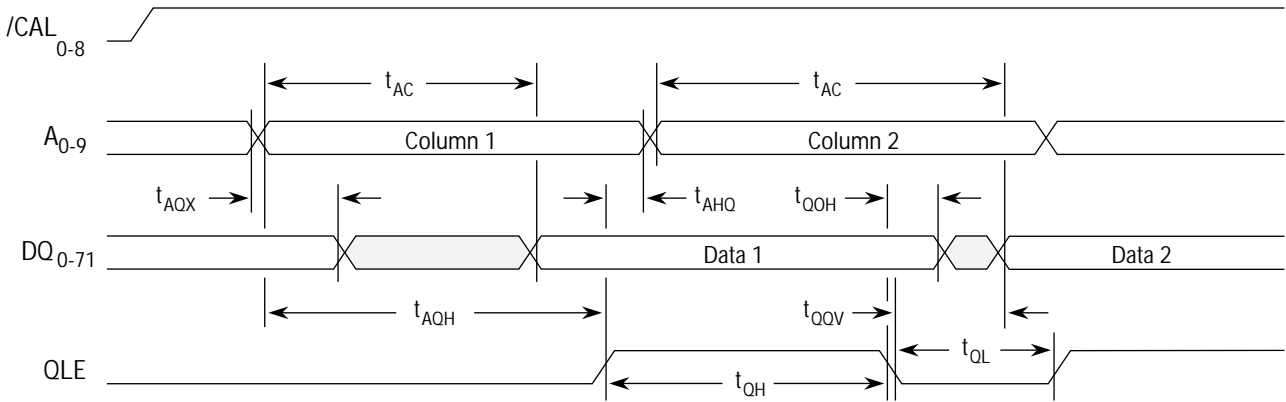 /CAL0-8
tAC tAC
A0-9 Column 1 Column 2
tAQX tAHQ tQOH
DQ0-71 Data 1 Data 2
tAQH tQQV
QLE tQH tQL